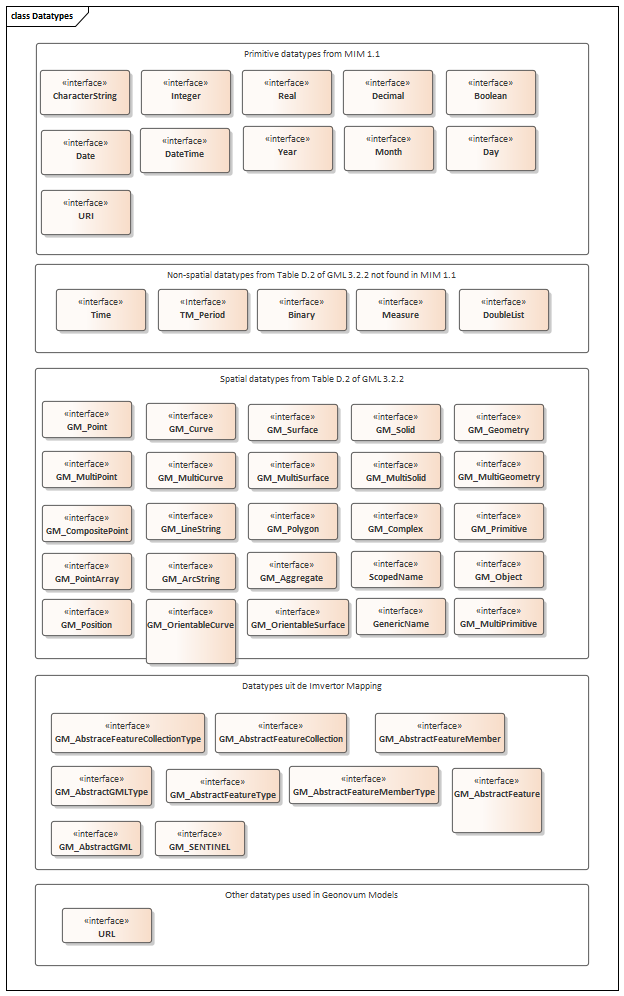 class Datatypes
Primitive datatypes from MIM 1.1
«interface» «interface» «interface» «interface» «interface»
CharacterString Integer Real Decimal Boolean
«interface» «interface» «interface» «interface» «interface»
Date DateTime Year Month Day
«interface»
URI
Non-spatial datatypes from Table D.2 of GML 3.2.2 not found in MIM 1.1
«interface» «Interface» «interface» «interface» «interface»
Time TM_Period Binary Measure DoubleList
Spatial datatypes from Table D.2 of GML 3.2.2
«interface» «interface» «interface» «interface» «interface»
GM_Point GM_Curve GM_Surface GM_Solid GM_Geometry
«interface» «interface» «interface» «interface» «interface»
GM_MultiPoint GM_MultiCurve GM_MultiSurface GM_MultiSolid GM_MultiGeometry
«interface» «interface» «interface» «interface» «interface»
GM_CompositePoint GM_LineString GM_Polygon GM_Complex GM_Primitive
«interface» «interface» «interface» «interface» «interface»
GM_PointArray GM_ArcString GM_Aggregate ScopedName GM_Object
«interface» «interface» «interface» «interface» «interface»
GM_Position GM_OrientableCurve GM_OrientableSurface GenericName GM_MultiPrimitive
Datatypes uit de Imvertor Mapping
«interface» «interface» «interface»
GM_AbstraceFeatureCollectionType GM_AbstractFeatureCollection GM_AbstractFeatureMember
«interface» «interface» «interface» «interface»
GM_AbstractGMLType GM_AbstractFeatureType GM_AbstractFeatureMemberType GM_AbstractFeature
«interface» «interface»
GM_AbstractGML GM_SENTINEL
Other datatypes used in Geonovum Models
«interface»
URL